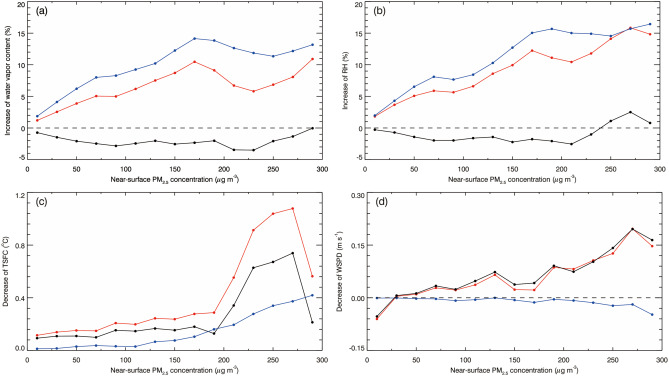 (a)
Increase of water vapor content (%)
20
15
10
5
0
-5
0 50 100 150 200 250 300
Near-surface PM2.5 concentration (μg m-3)
(b)
Increase of RH (%)
20
15
10
5
0
-5
0 50 100 150 200 250 300
Near-surface PM2.5 concentration (μg m-3)
(c)
Decrease of TSFC (°C)
1.2
0.8
0.4
0.0
0 50 100 150 200 250 300
Near-surface PM2.5 concentration (μg m-3)
(d)
Decrease of WSPD (m s-1)
0.30
0.15
0.00
-0.15
0 50 100 150 200 250 300
Near-surface PM2.5 concentration (μg m-3)